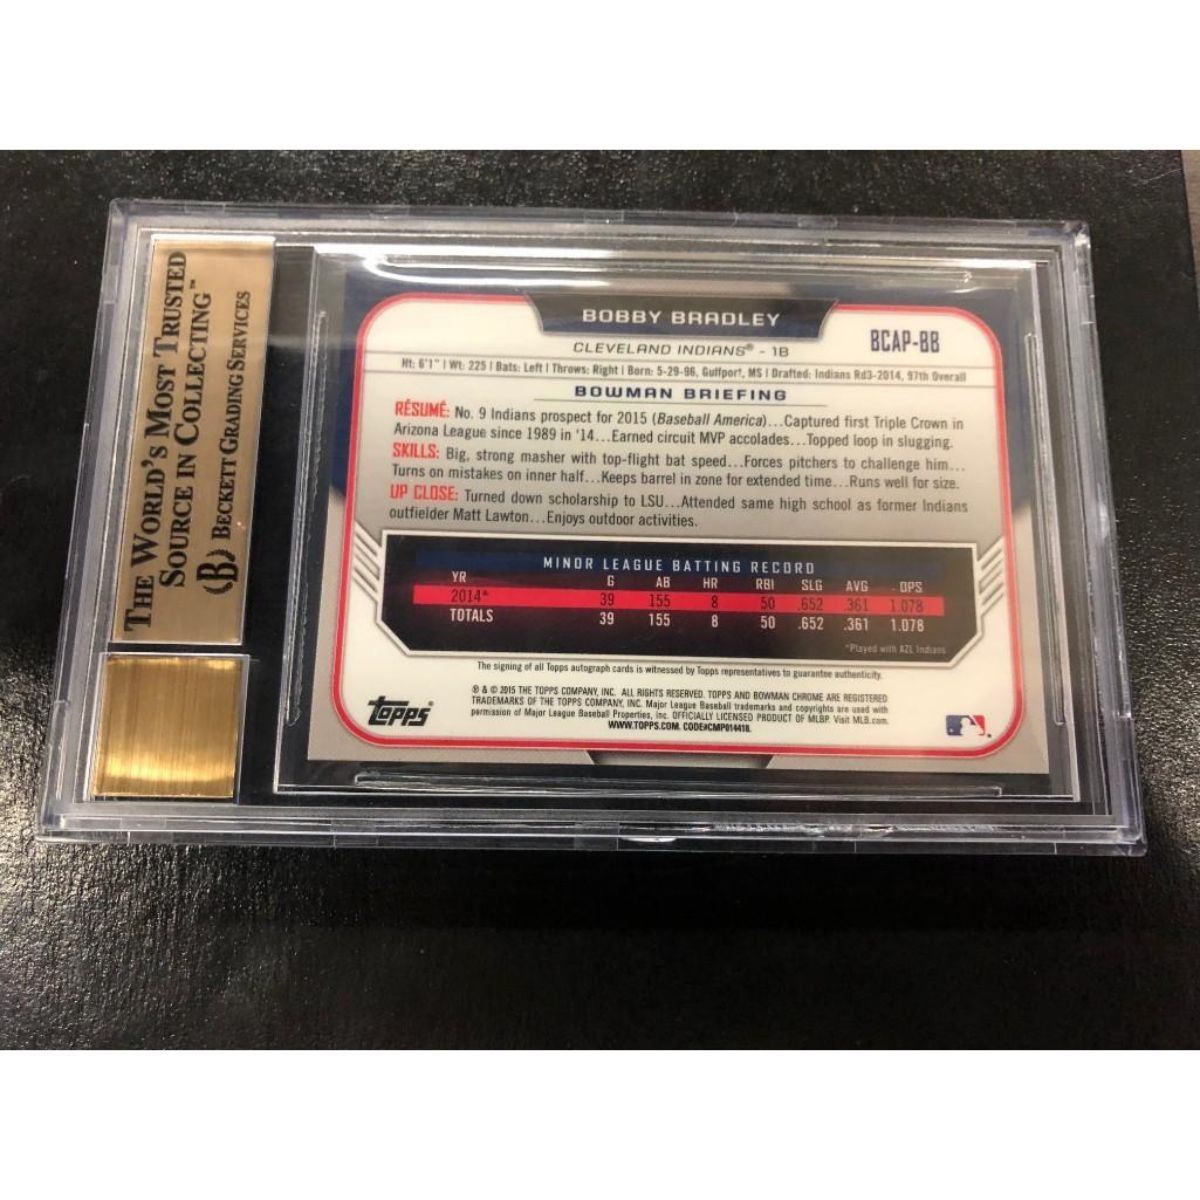 THE WORLD'S MOST TRUSTED
SOURCE IN COLLECTING™
B BECKETT GRADING SERVICES
BOBBY BRADLEY
CLEVELAND INDIANS® - 1B
BCAP-BB
Ht: 6'1" | Wt: 225 | Bats: Left | Throws: Right | Born: 5-29-96, Gulfport, MS | Drafted: Indians Rd3-2014, 97th Overall
BOWMAN BRIEFING
RÉSUMÉ: No. 9 Indians prospect for 2015 (Baseball America)...Captured first Triple Crown in
Arizona League since 1989 in '14...Earned circuit MVP accolades...Topped loop in slugging.
SKILLS: Big, strong masher with top-flight bat speed...Forces pitchers to challenge him...
Turns on mistakes on inner half...Keeps barrel in zone for extended time...Runs well for size.
UP CLOSE: Turned down scholarship to LSU...Attended same high school as former Indians
outfielder Matt Lawton...Enjoys outdoor activities.
MINOR LEAGUE BATTING RECORD
YR G AB HR RBI SLG AVG OPS
2014* 39 155 8 50 .652 .361 1.078
TOTALS 39 155 8 50 .652 .361 1.078
*Played with AZL Indians
The signing of all Topps autograph cards is witnessed by Topps representatives to guarantee authenticity.
® & © 2015 THE TOPPS COMPANY, INC. ALL RIGHTS RESERVED. TOPPS AND BOWMAN CHROME ARE REGISTERED
TRADEMARKS OF THE TOPPS COMPANY, INC. Major League Baseball trademarks and copyrights are used with
permission of Major League Baseball Properties, Inc. OFFICIALLY LICENSED PRODUCT OF MLBP. Visit MLB.com.
WWW.TOPPS.COM. CODE#CMP014418.
topps®